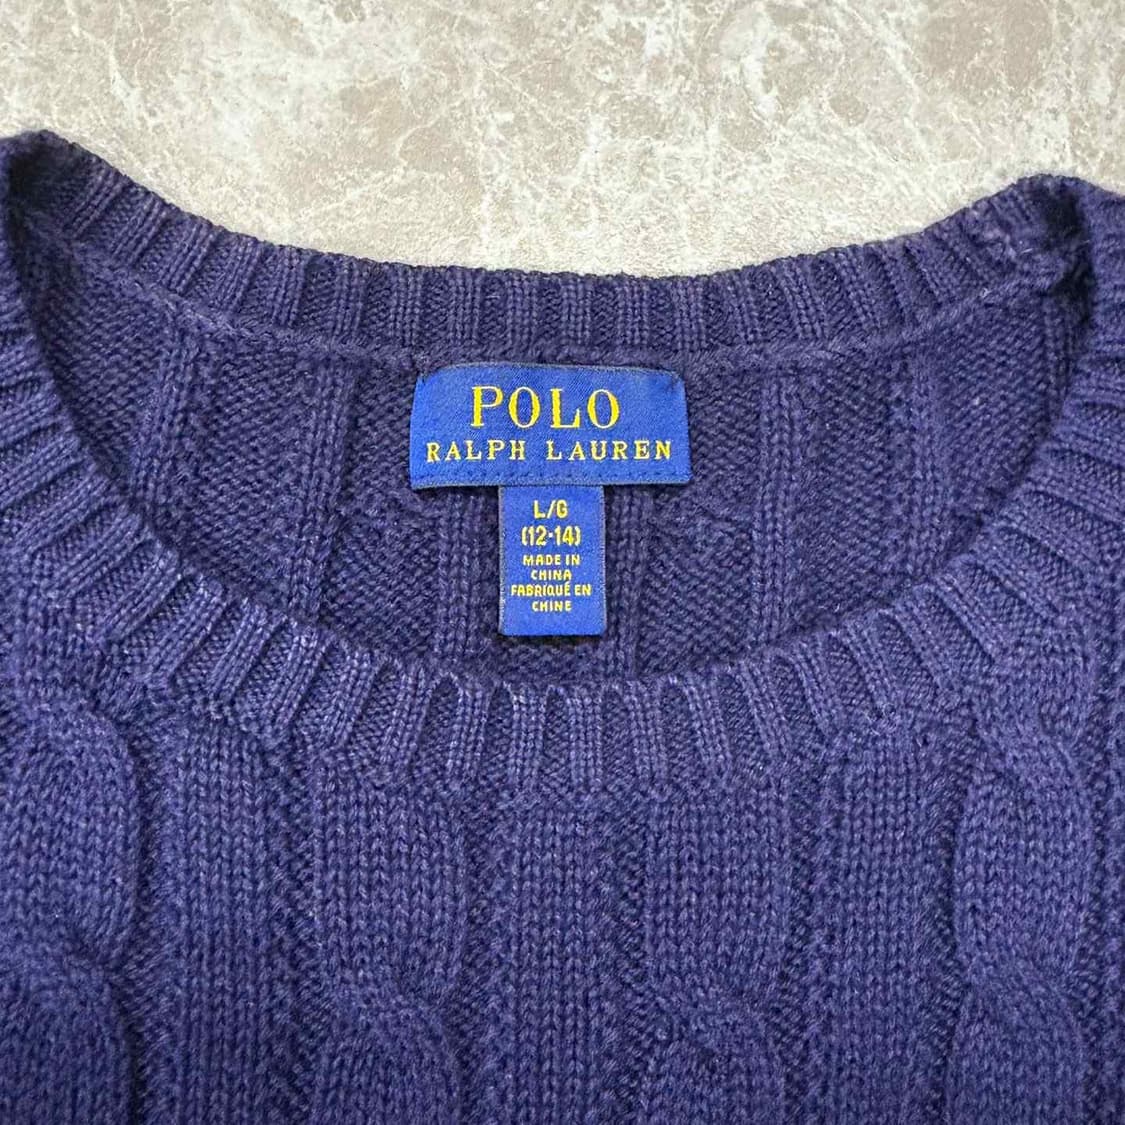 POLO
RALPH LAUREN
L/G
(12-14)
MADE IN
CHINA
FABRIQUÉ EN
CHINE